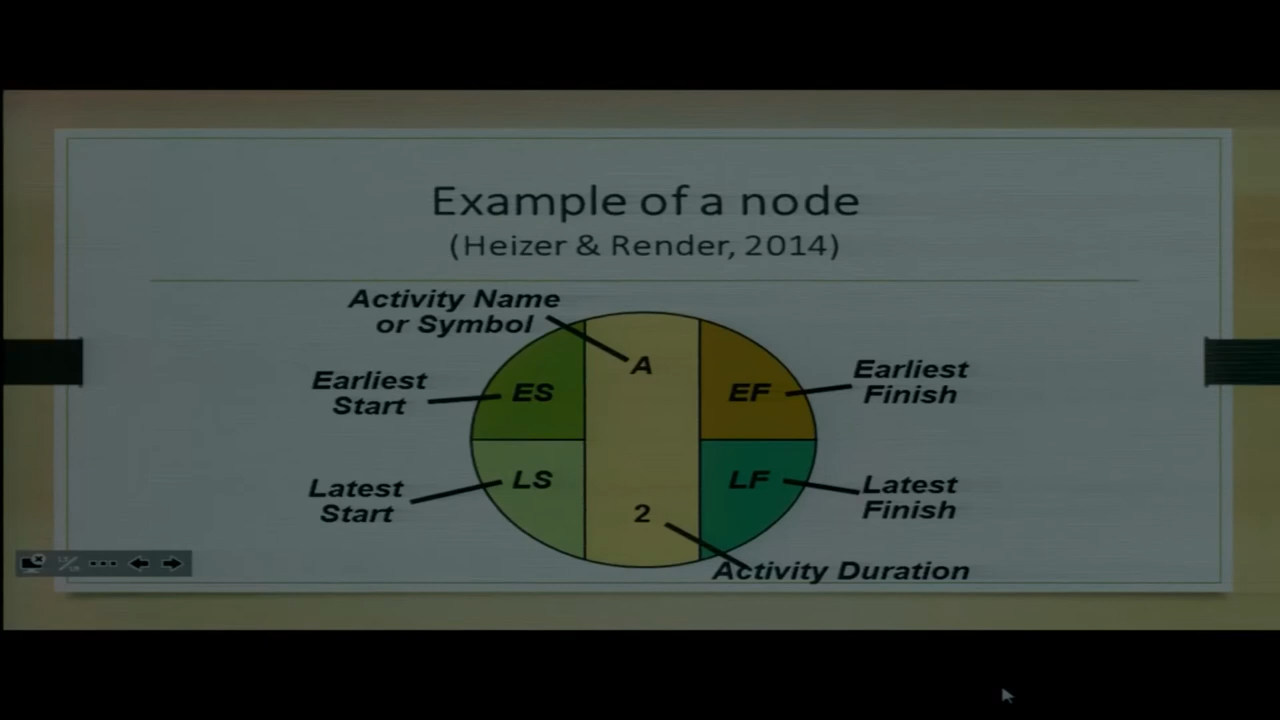 Example of a node
(Heizer & Render, 2014)
Activity Name
or Symbol
A
Earliest
Start
ES
EF
Earliest
Finish
Latest
Start
LS
LF
Latest
Finish
2
Activity Duration